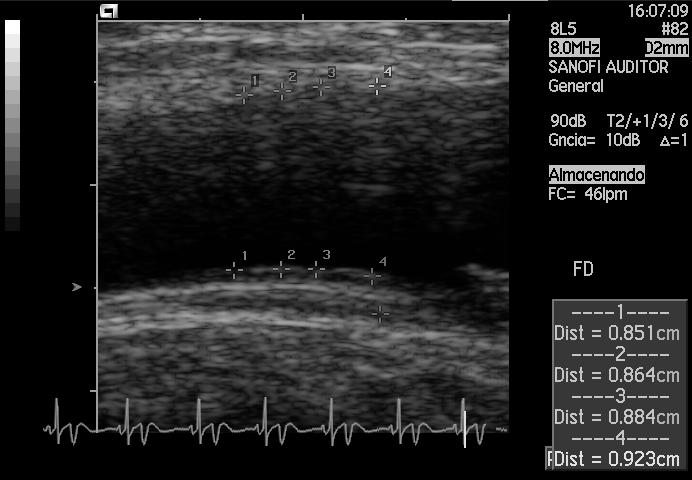 16:07:09
8L5 #82
8.0MHz D2mm
SANOFI AUDITOR
General
90dB T2/+1/3/ 6
Gncia= 10dB Δ=1
Almacenando
FC= 46lpm
1 2 3 4
1 2 3 4
FD
----1----
Dist = 0.851cm
----2----
Dist = 0.864cm
----3----
Dist = 0.884cm
----4----
Dist = 0.923cm